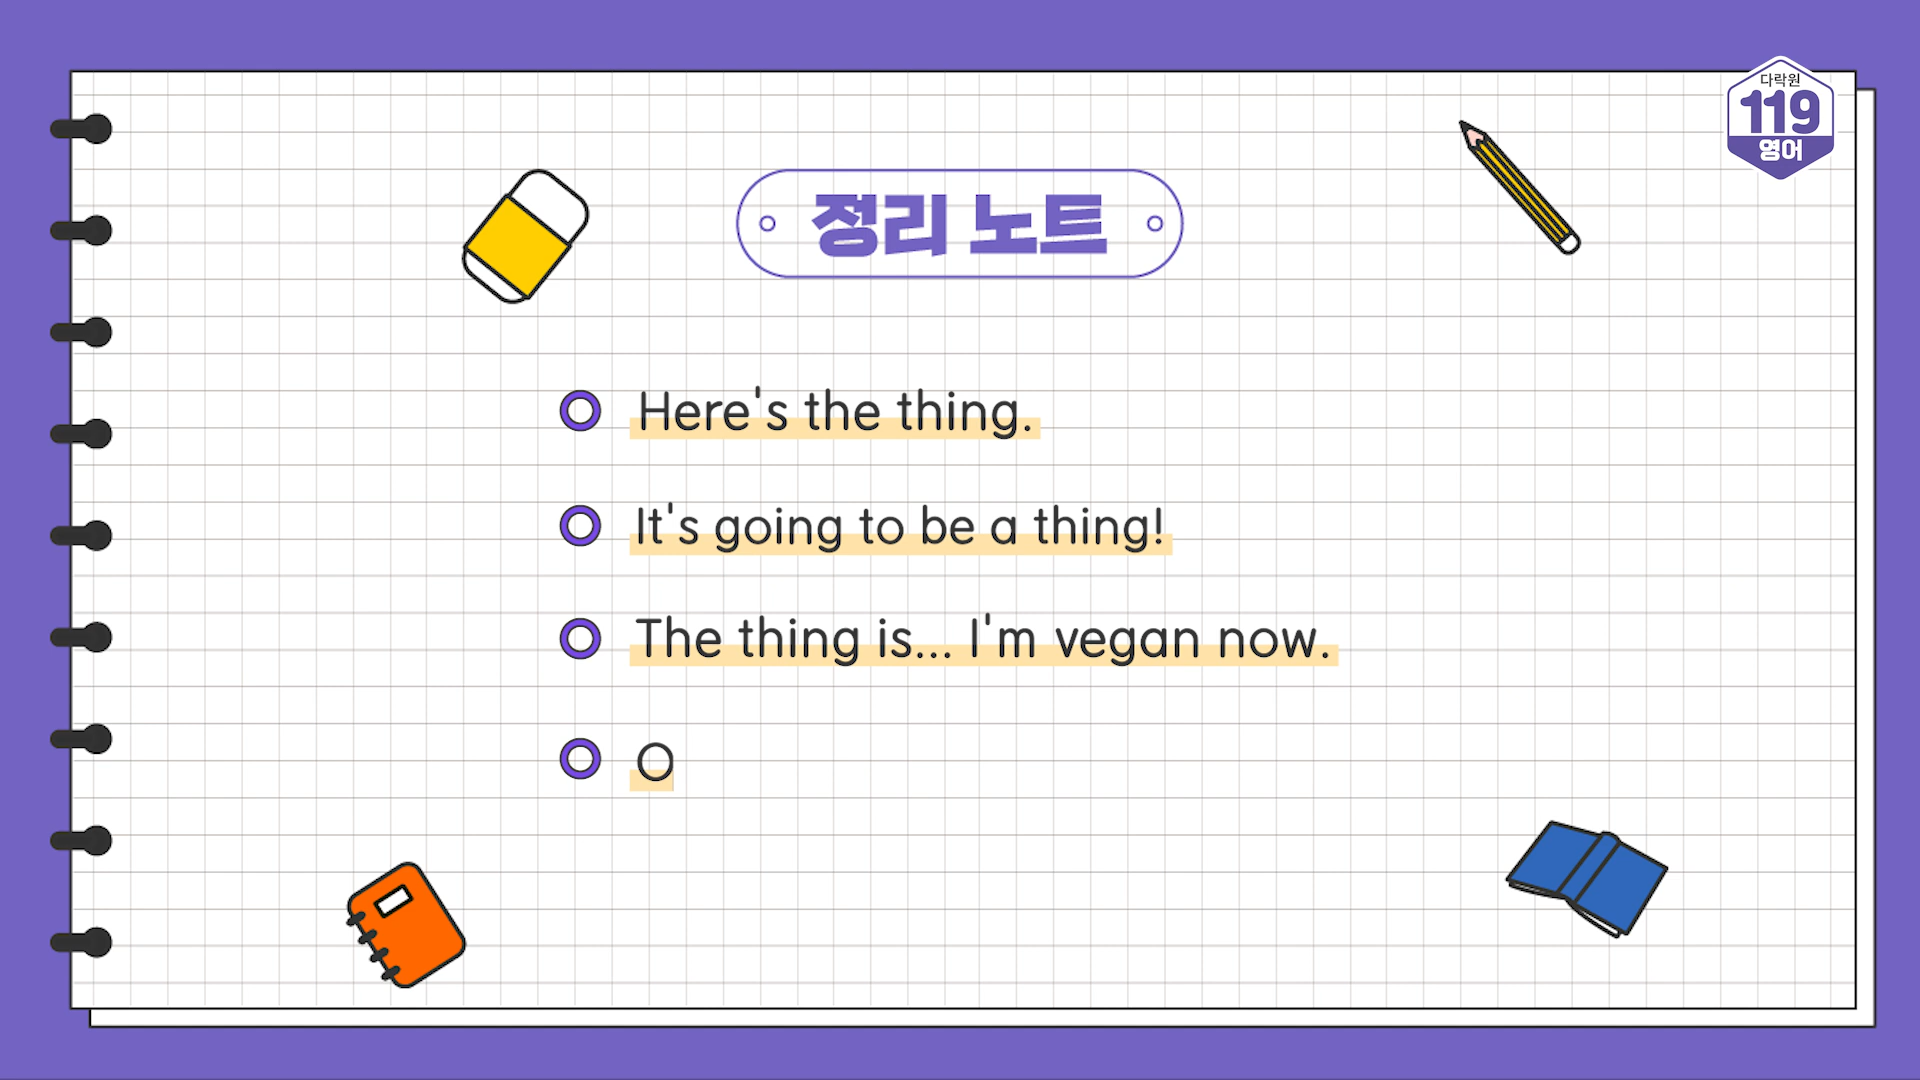 다락원
119
영어
정리 노트
Here's the thing.
It's going to be a thing!
The thing is... I'm vegan now.
O